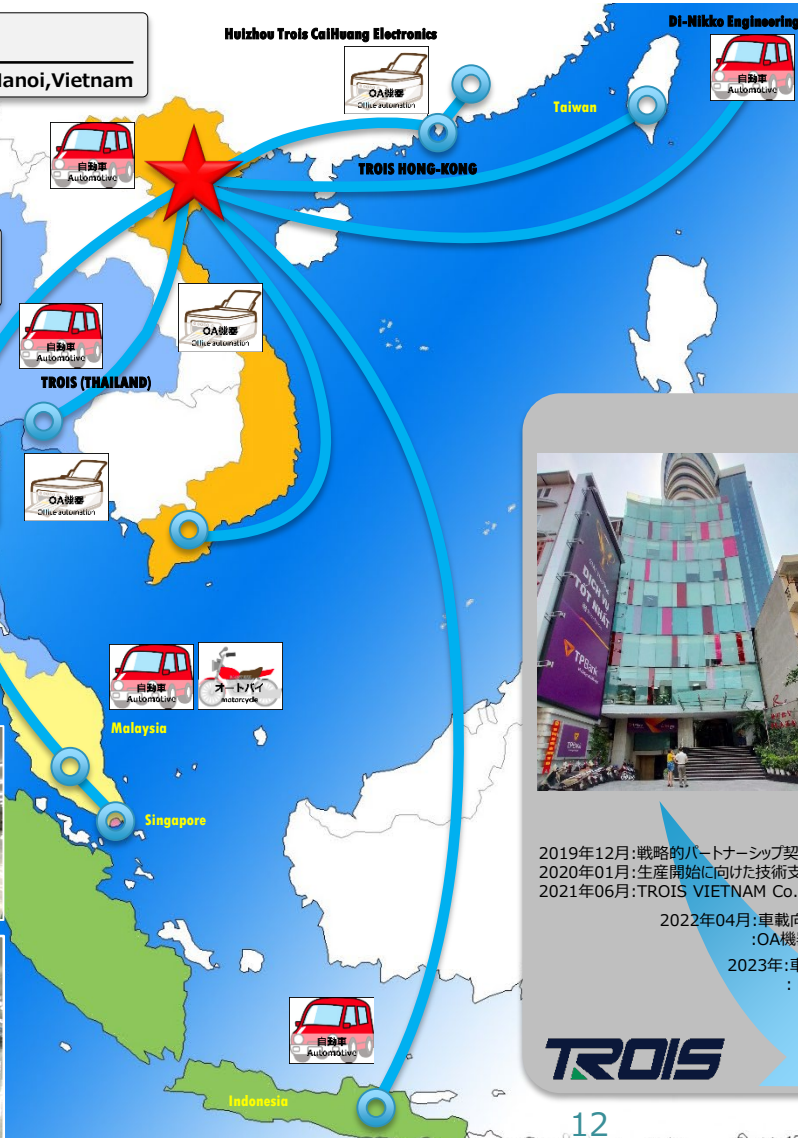 Hanoi,Vietnam
Huizhou Trois CaiHuang Electronics
OA機器
Office automation
Di-Nikko Engineering
自動車
Automotive
Taiwan
自動車
Automotive
TROIS HONG-KONG
OA機器
Office automation
自動車
Automotive
TROIS (THAILAND)
OA機器
Office automation
自動車
Automotive
オートバイ
motorcycle
Malaysia
Singapore
DỊCH VỤ
TỐT NHẤT
TPBank
2019年12月:戦略的パートナーシップ契
2020年01月:生産開始に向けた技術支
2021年06月:TROIS VIETNAM Co.
2022年04月:車載向
:OA機器
2023年:車
:
自動車
Automotive
Indonesia
TROIS
12